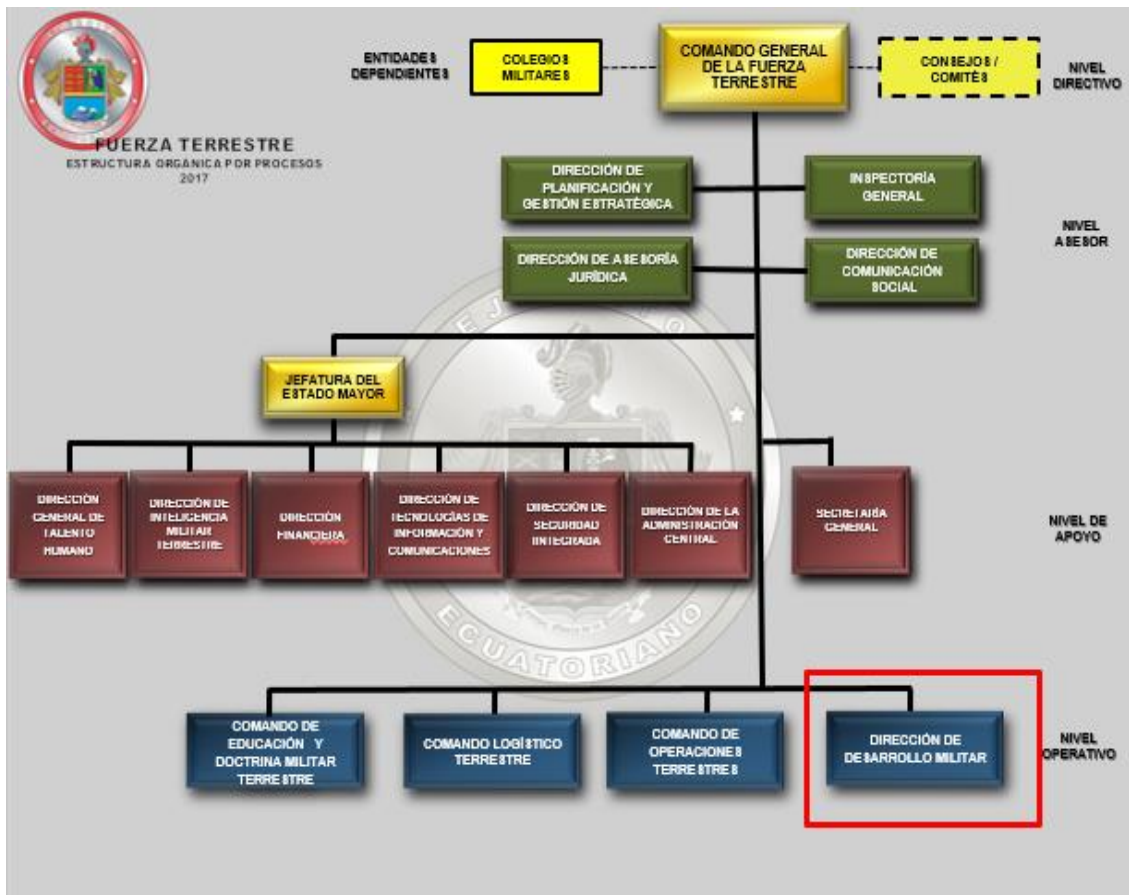 ENTIDADES
DEPENDIENTES
COLEGIOS
MILITARES
COMANDO GENERAL
DE LA FUERZA
TERRESTRE
CONSEJOS /
COMITÉS
NIVEL
DIRECTIVO
FUERZA TERRESTRE
ESTRUCTURA ORGÁNICA POR PROCESOS
2017
DIRECCIÓN DE
PLANIFICACIÓN Y
GESTIÓN ESTRATÉGICA
INSPECTORÍA
GENERAL
NIVEL
ASESOR
DIRECCIÓN DE ASESORÍA
JURÍDICA
DIRECCIÓN DE
COMUNICACIÓN
SOCIAL
JEFATURA DEL
ESTADO MAYOR
DIRECCIÓN
GENERAL DE
TALENTO
HUMANO
DIRECCIÓN DE
INTELIGENCIA
MILITAR
TERRESTRE
DIRECCIÓN
FINANCIERA
DIRECCIÓN DE
TECNOLOGÍAS DE
INFORMACIÓN Y
COMUNICACIONES
DIRECCIÓN DE
SEGURIDAD
INTEGRADA
DIRECCIÓN DE LA
ADMINISTRACIÓN
CENTRAL
SECRETARÍA
GENERAL
NIVEL DE
APOYO
ECUATORIANO
COMANDO DE
EDUCACIÓN Y
DOCTRINA MILITAR
TERRESTRE
COMANDO LOGÍSTICO
TERRESTRE
COMANDO DE
OPERACIONES
TERRESTRES
DIRECCIÓN DE
DESARROLLO MILITAR
NIVEL
OPERATIVO